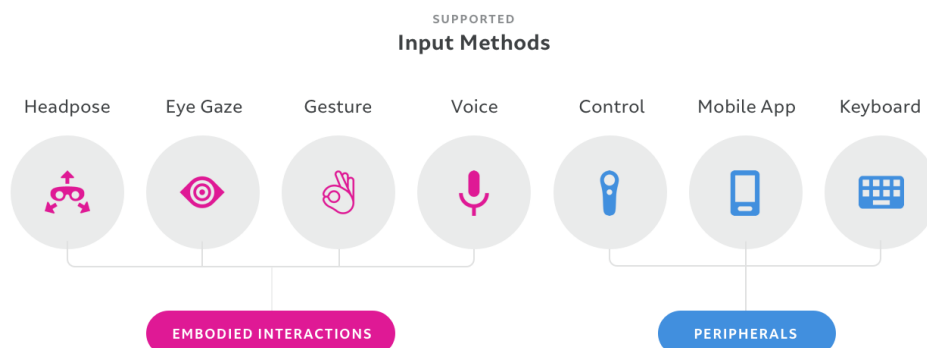 SUPPORTED
Input Methods
Headpose Eye Gaze Gesture Voice Control Mobile App Keyboard
EMBODIED INTERACTIONS PERIPHERALS